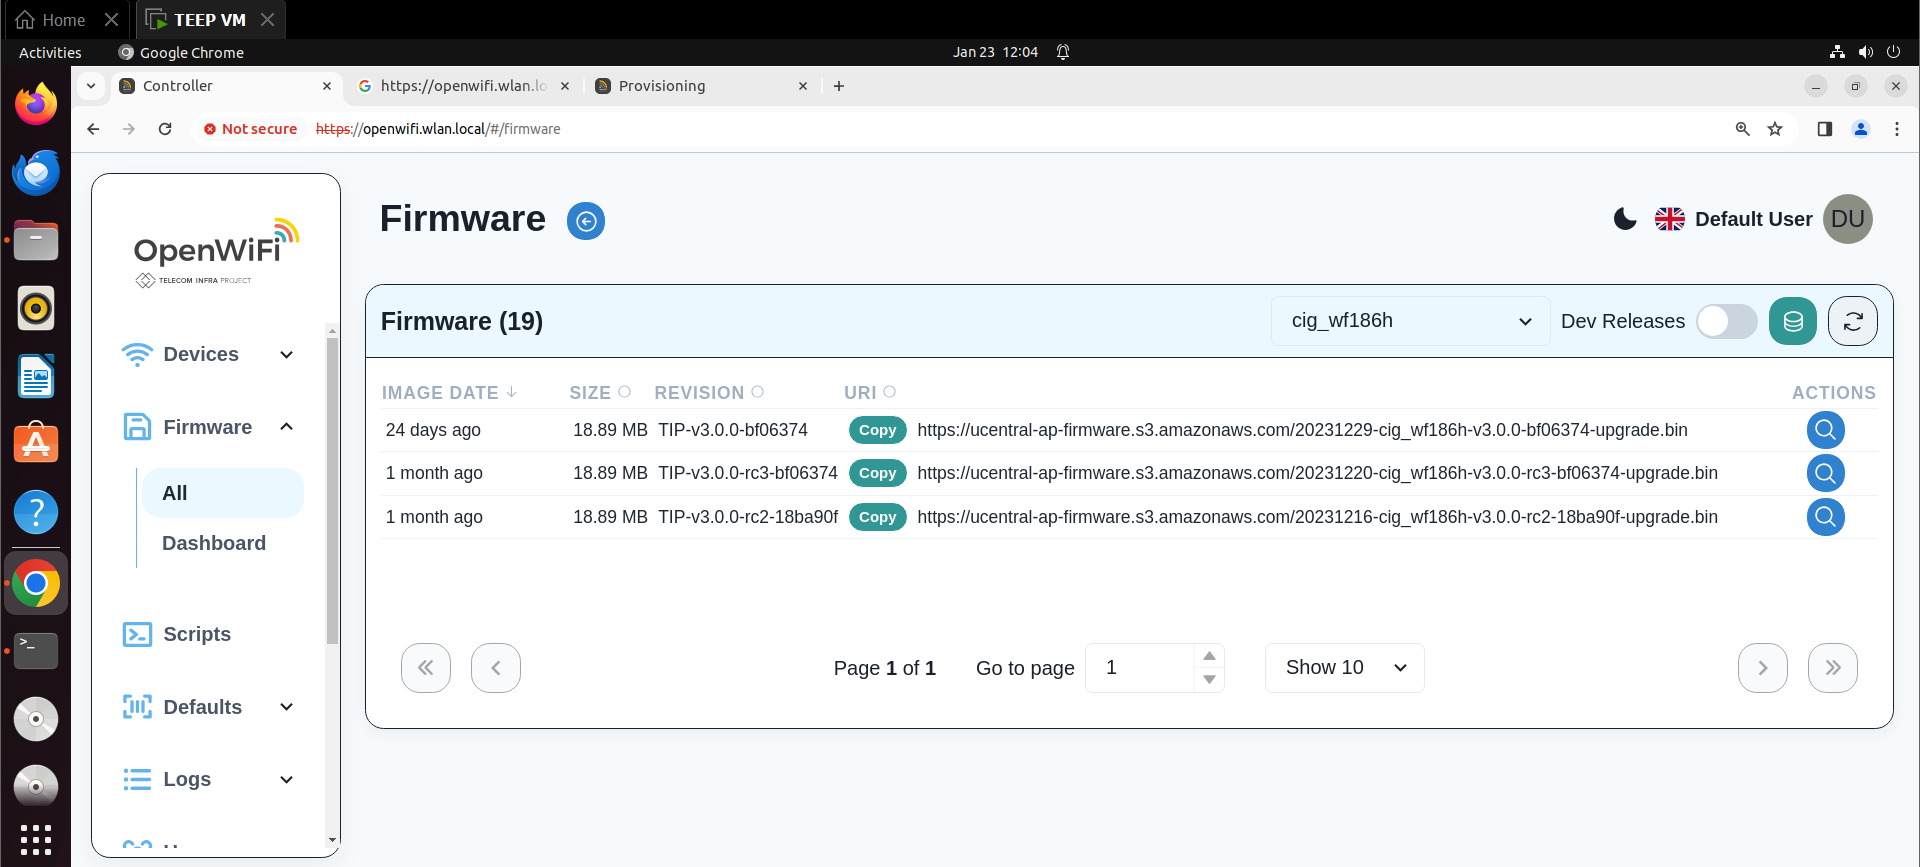 Home
TEEP VM
Activities
Google Chrome
Jan 23 12:04
Controller
https://openwifi.wlan.lo
Provisioning
Not secure
https://openwifi.wlan.local/#/firmware
OpenWiFi
TELECOM INFRA PROJECT
Devices
Firmware
All
Dashboard
Scripts
Defaults
Logs
Firmware
Default User
DU
Firmware (19)
cig_wf186h
Dev Releases
IMAGE DATE SIZE REVISION URI ACTIONS
24 days ago 18.89 MB TIP-v3.0.0-bf06374 Copy https://ucentral-ap-firmware.s3.amazonaws.com/20231229-cig_wf186h-v3.0.0-bf06374-upgrade.bin
1 month ago 18.89 MB TIP-v3.0.0-rc3-bf06374 Copy https://ucentral-ap-firmware.s3.amazonaws.com/20231220-cig_wf186h-v3.0.0-rc3-bf06374-upgrade.bin
1 month ago 18.89 MB TIP-v3.0.0-rc2-18ba90f Copy https://ucentral-ap-firmware.s3.amazonaws.com/20231216-cig_wf186h-v3.0.0-rc2-18ba90f-upgrade.bin
Page 1 of 1 Go to page 1 Show 10